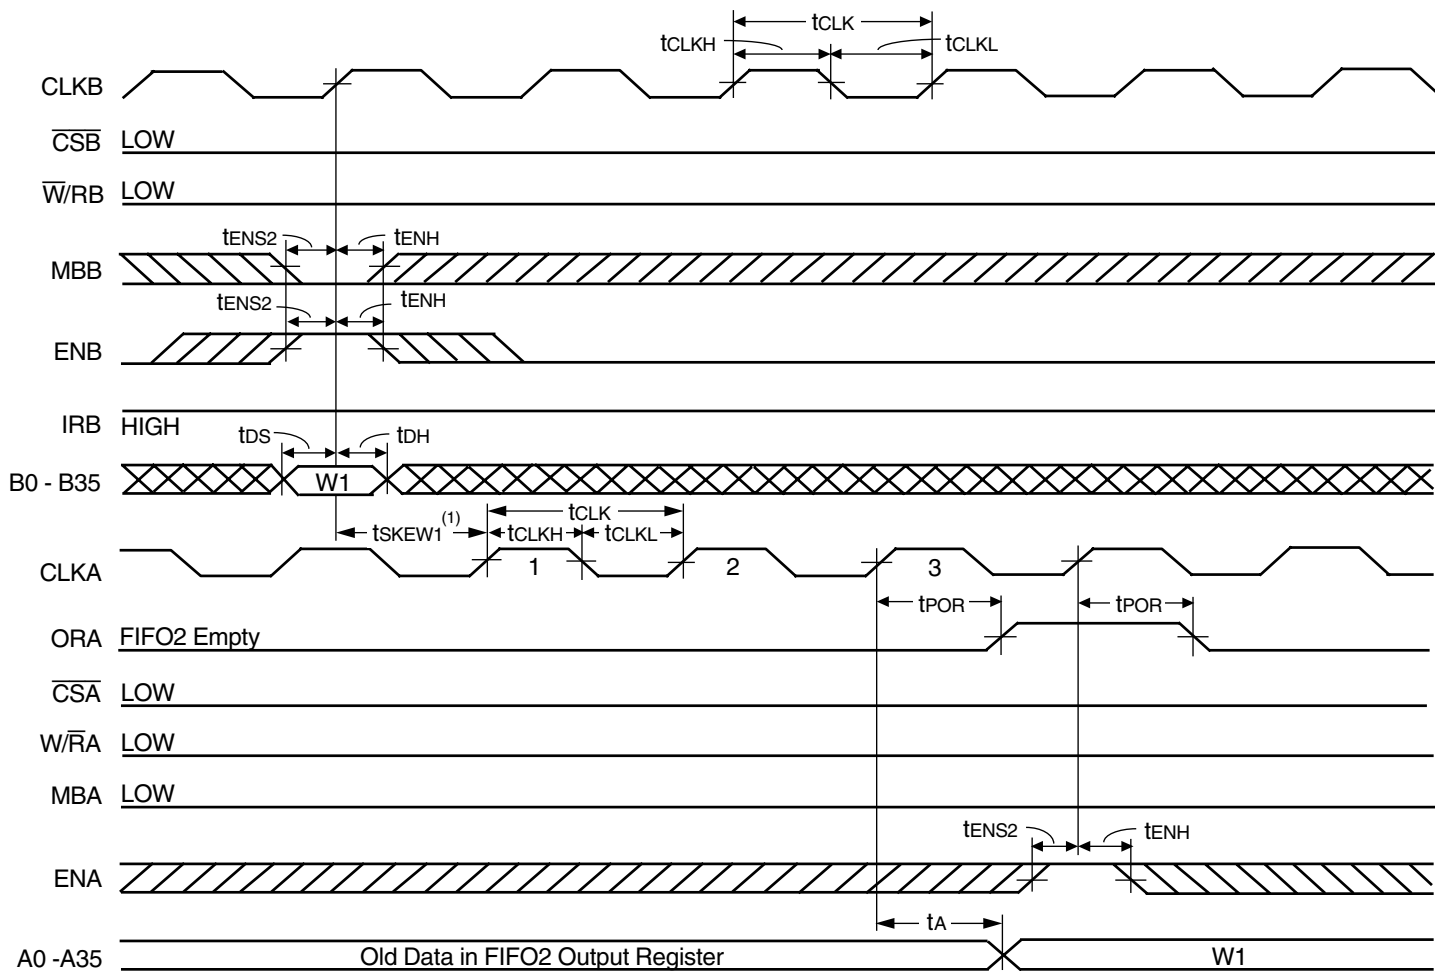 tCLK
tCLKH tCLKL
CLKB
CSB LOW
W/RB LOW
tENS2 tENH
MBB
tENS2 tENH
ENB
IRB HIGH
tDS tDH
B0 - B35 W1
tSKEW1(1) tCLK
tCLKH tCLKL
CLKA 1 2 3
tPOR tPOR
ORA FIFO2 Empty
CSA LOW
W/RA LOW
MBA LOW
tENS2 tENH
ENA
tA
A0 -A35 Old Data in FIFO2 Output Register W1